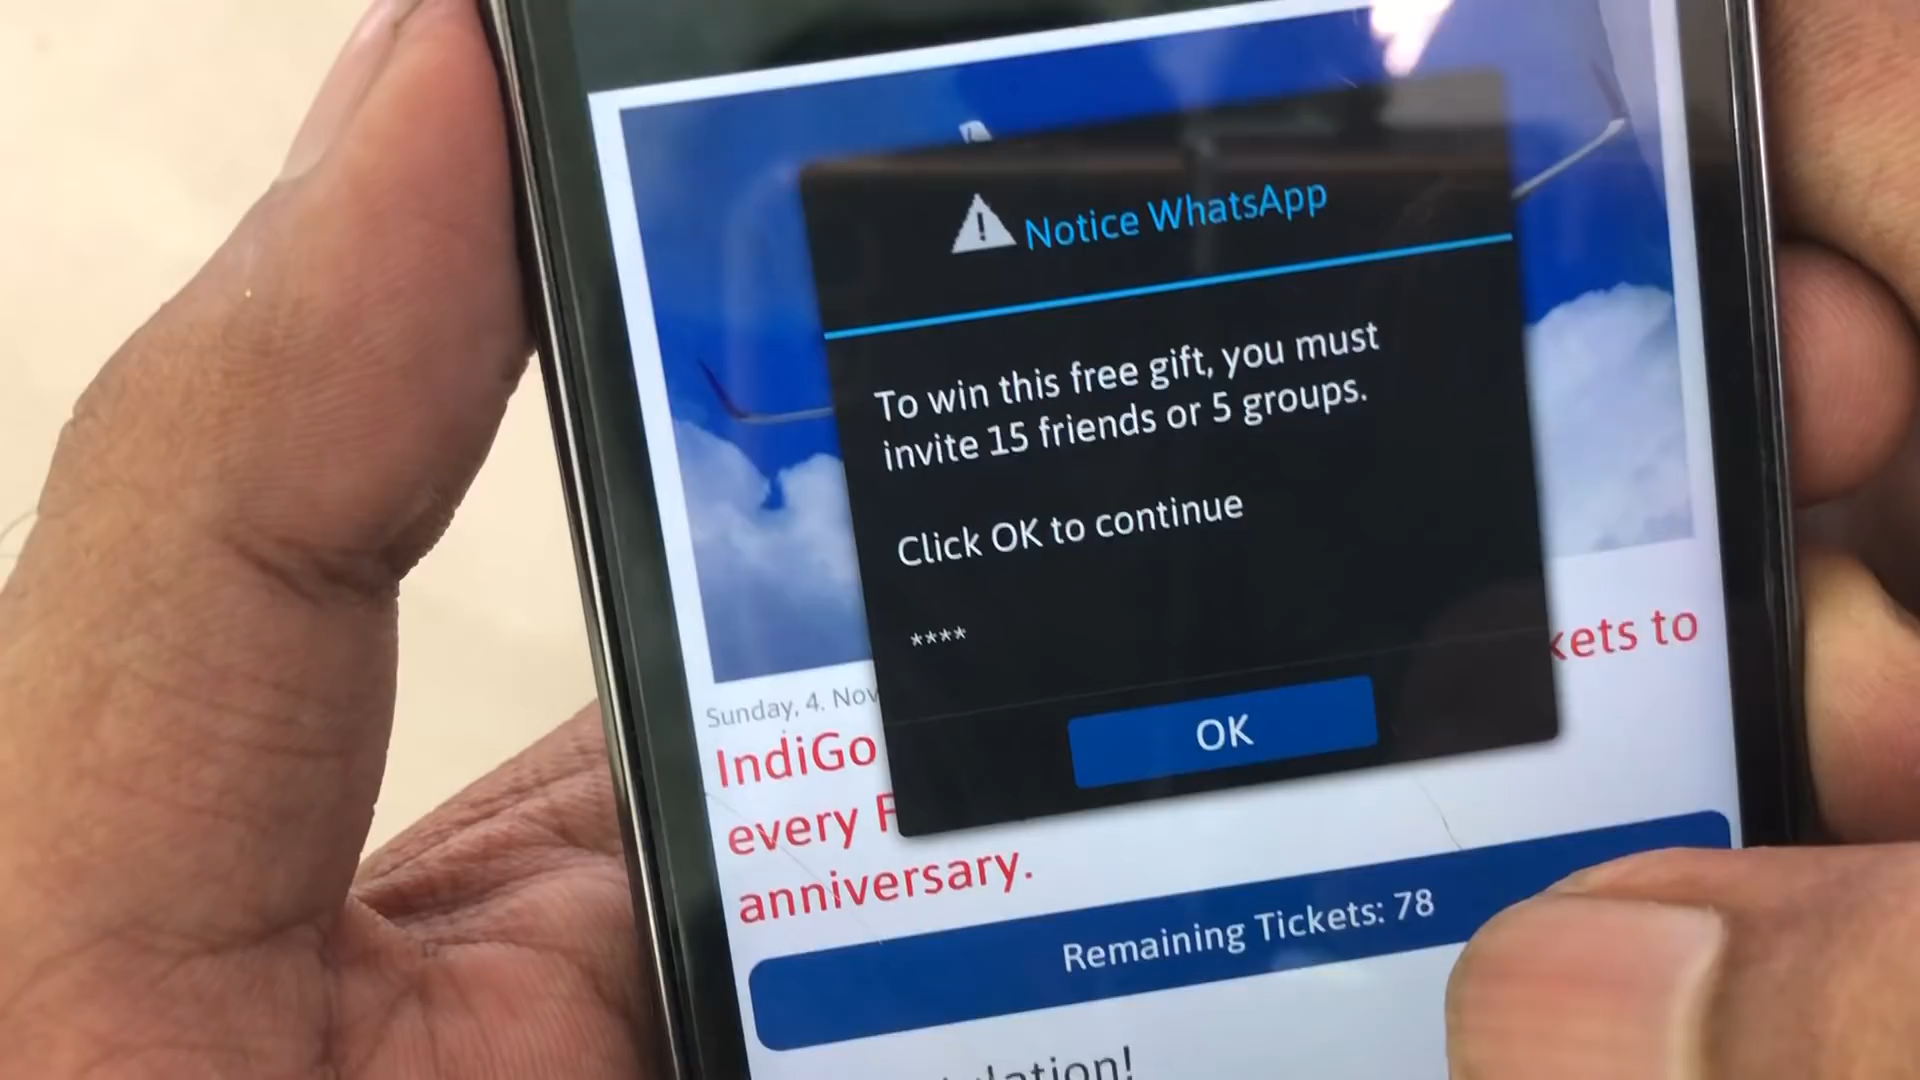 Notice WhatsApp
To win this free gift, you must
invite 15 friends or 5 groups.
Click OK to continue
****
OK
Sunday, 4. Nov
kets to
IndiGo
every F
anniversary.
Remaining Tickets: 78
lation!